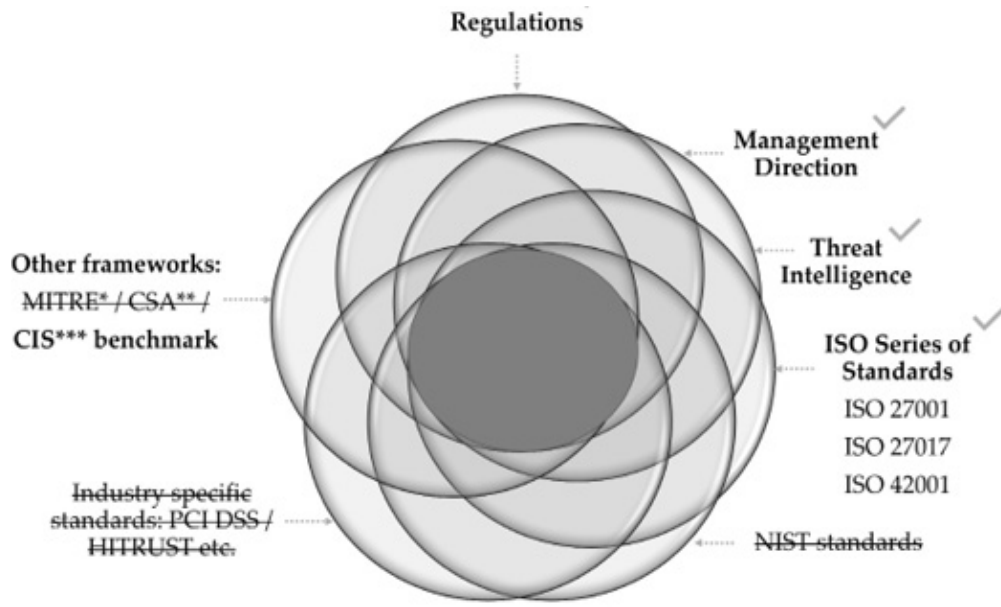 Regulations
Management
Direction
Threat
Intelligence
Other frameworks:
MITRE* / CSA** /
CIS*** benchmark
ISO Series of
Standards
ISO 27001
ISO 27017
ISO 42001
Industry specific
standards: PCI DSS /
HITRUST etc.
NIST standards